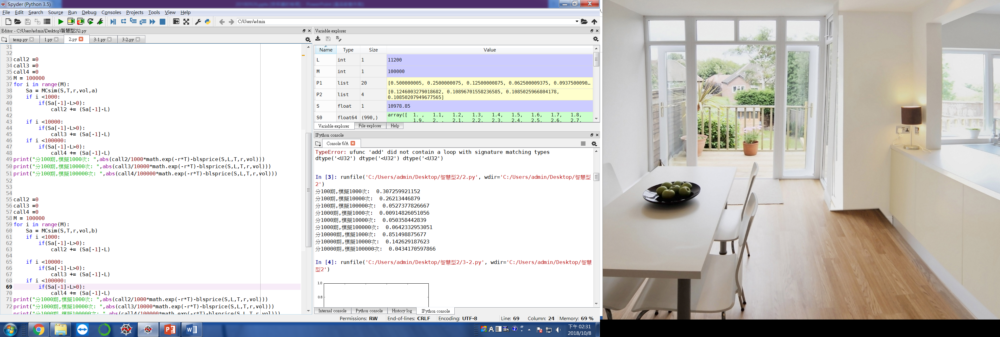 Spyder (Python 3.5)
File Edit Search Source Run Debug Consoles Projects Tools View Help
C:\Users\admin
Editor - C:\Users\admin\Desktop\智慧型2\2.py
temp.py 1.py 2.py 3-1.py 3-2.py
31
32
33 call2 =0
34 call3 =0
35 call4 =0
36 M = 100000
37 for i in range(M):
38     Sa = MCsim(S,T,r,vol,a)
39     if i <1000:
40         if(Sa[-1]-L>0):
41             call2 += (Sa[-1]-L)
42
43     if i <10000:
44         if(Sa[-1]-L>0):
45             call3 += (Sa[-1]-L)
46     if i <100000:
47         if(Sa[-1]-L>0):
48             call4 += (Sa[-1]-L)
49 print("分100期,模擬1000次: ",abs(call2/1000*math.exp(-r*T)-blsprice(S,L,T,r,vol)))
50 print("分100期,模擬10000次: ",abs(call3/10000*math.exp(-r*T)-blsprice(S,L,T,r,vol)))
51 print("分100期,模擬100000次: ",abs(call4/100000*math.exp(-r*T)-blsprice(S,L,T,r,vol)))
52
53
54
55 call2 =0
56 call3 =0
57 call4 =0
58 M = 100000
59 for i in range(M):
60     Sa = MCsim(S,T,r,vol,b)
61     if i <1000:
62         if(Sa[-1]-L>0):
63             call2 += (Sa[-1]-L)
64
65     if i <10000:
66         if(Sa[-1]-L>0):
67             call3 += (Sa[-1]-L)
68     if i <100000:
69         if(Sa[-1]-L>0):
70             call4 += (Sa[-1]-L)
71 print("分1000期,模擬1000次: ",abs(call2/1000*math.exp(-r*T)-blsprice(S,L,T,r,vol)))
72 print("分1000期,模擬10000次: ",abs(call3/10000*math.exp(-r*T)-blsprice(S,L,T,r,vol)))
print("分1000期,模擬100000次: ",abs(call4/100000*math.exp(-r*T)-blsprice(S,L,T,r,vol)))
Variable explorer
Name Type Size Value
L int 1 11200
M int 1 100000
P1 list 20 [0.500000005, 0.2500000075, 0.12500000875, 0.062500009375, 0.0937500090…
P2 list 4 [0.1246003279018682, 0.10896701558236585, 0.1085025966804178,
0.10850207949677565]
S float 1 10978.85
S0 float64 (990,) array([ 1. , 1.1, 1.2, 1.3, 1.4, 1.5, 1.6, 1.7, 1.8,
1.9, 2. , 2.1, 2.2, 2.3, 2.4, 2.5, 2.6, 2.7,
Variable explorer File explorer Help
IPython console
Console 6/A
TypeError: ufunc 'add' did not contain a loop with signature matching types
dtype('<U32') dtype('<U32') dtype('<U32')
In [3]: runfile('C:/Users/admin/Desktop/智慧型2/2.py', wdir='C:/Users/admin/Desktop/智慧型
2')
分100期,模擬1000次:  0.307259921152
分100期,模擬10000次:  0.26213446879
分100期,模擬100000次:  0.0527377826667
分1000期,模擬1000次:  0.00914826051056
分1000期,模擬10000次:  0.050358442839
分1000期,模擬100000次:  0.0642332953051
分10000期,模擬1000次:  0.851498875677
分10000期,模擬10000次:  0.142629187623
分10000期,模擬100000次:  0.0434170597866
In [4]: runfile('C:/Users/admin/Desktop/智慧型2/3-2.py', wdir='C:/Users/admin/Desktop/智慧
型2')
1.0
0.8
Internal console Python console History log IPython console
Permissions: RW End-of-lines: CRLF Encoding: UTF-8 Line: 69 Column: 24 Memory: 69 %
下午 02:31
2018/10/8